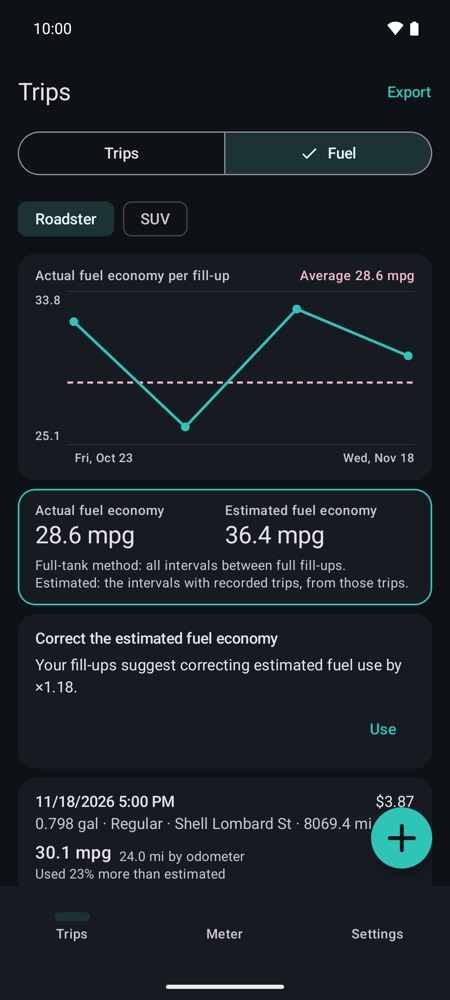 10:00
Trips
Export
Trips
Fuel
Roadster
SUV
Actual fuel economy per fill-up
Average 28.6 mpg
33.8
25.1
Fri, Oct 23
Wed, Nov 18
Actual fuel economy
Estimated fuel economy
28.6 mpg
36.4 mpg
Full-tank method: all intervals between full fill-ups.
Estimated: the intervals with recorded trips, from those trips.
Correct the estimated fuel economy
Your fill-ups suggest correcting estimated fuel use by
×1.18.
Use
11/18/2026 5:00 PM
$3.87
0.798 gal · Regular · Shell Lombard St · 8069.4 mi
30.1 mpg 24.0 mi by odometer
Used 23% more than estimated
Trips
Meter
Settings